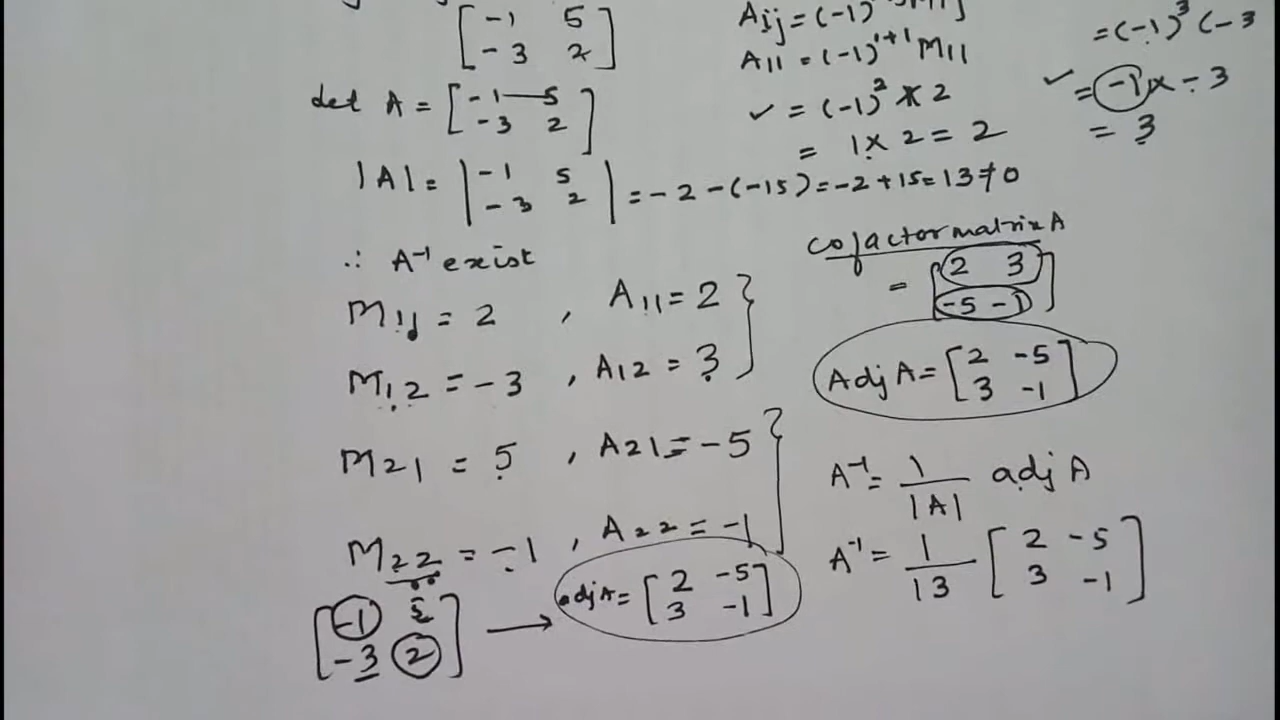 [-1 5
-3 2]
det A = [-1 5
-3 2]
|A| = |-1 5
-3 2| = -2-(-15) = -2+15 = 13 ≠ 0
∴ A⁻¹ exist
M11 = 2 , A11 = 2
M12 = -3 , A12 = 3
M21 = 5 , A21 = -5
M22 = -1 , A22 = -1
[-1 5
-3 2] → adj A = [2 -5
3 -1]
Aij = (-1)
A11 = (-1)¹⁺¹ M11
✓ = (-1)² × 2
= 1 × 2 = 2
= (-1)³ (-3
✓ = -1 × -3
= 3
cofactor matrix A
= [2 3
-5 -1]
Adj A = [2 -5
3 -1]
A⁻¹ = 1/|A| adj A
A⁻¹ = 1/13 [2 -5
3 -1]